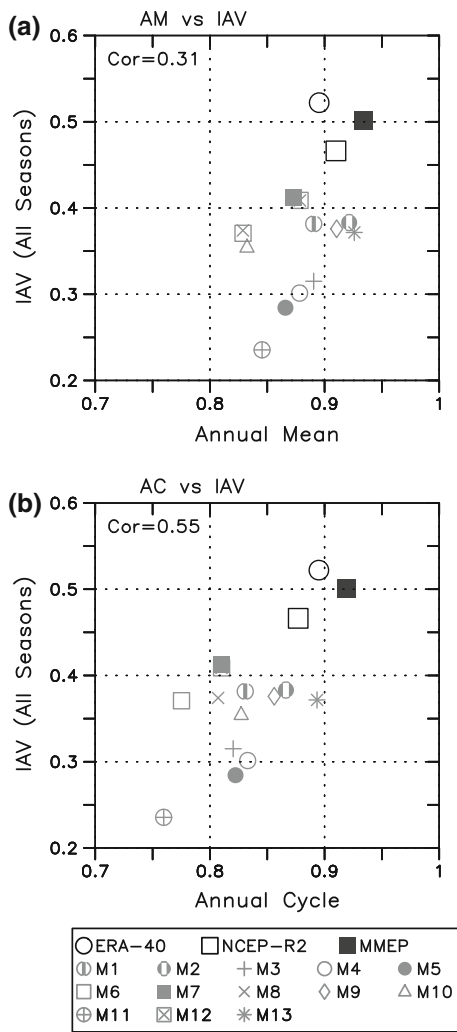 (a) AM vs IAV
Cor=0.31
0.6
0.5
0.4
0.3
0.2
IAV (All Seasons)
0.7 0.8 0.9 1
Annual Mean
(b) AC vs IAV
Cor=0.55
0.6
0.5
0.4
0.3
0.2
IAV (All Seasons)
0.7 0.8 0.9 1
Annual Cycle
ERA-40 NCEP-R2 MMEP
M1 M2 M3 M4 M5
M6 M7 M8 M9 M10
M11 M12 M13